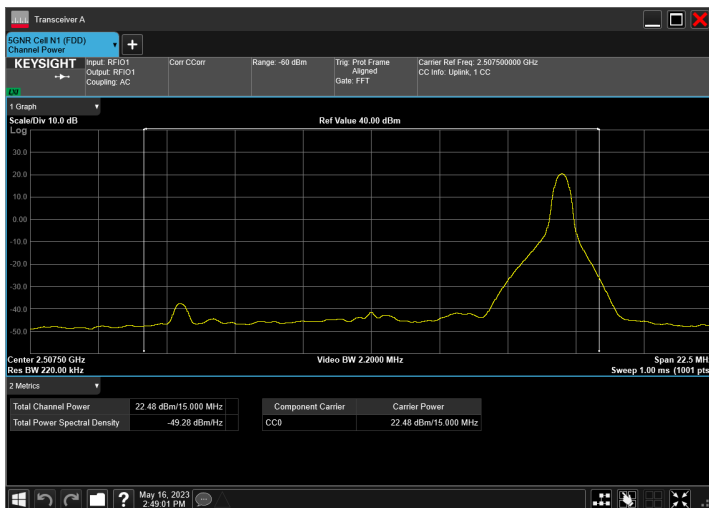 Transceiver A
5GNR Cell N1 (FDD)
Channel Power
KEYSIGHT
LXI
Input: RFIO1
Output: RFIO1
Coupling: AC
Corr CCorr
Range: -60 dBm
Trig: Prot Frame
Aligned
Gate: FFT
Carrier Ref Freq: 2.507500000 GHz
CC Info: Uplink, 1 CC
1 Graph
Scale/Div 10.0 dB
Ref Value 40.00 dBm
Log
30.0
20.0
10.0
0.00
-10.0
-20.0
-30.0
-40.0
-50.0
Center 2.50750 GHz
Video BW 2.2000 MHz
Span 22.5 MH
Res BW 220.00 kHz
Sweep 1.00 ms (1001 pts
2 Metrics
Total Channel Power 22.48 dBm/15.000 MHz
Total Power Spectral Density -49.28 dBm/Hz
Component Carrier Carrier Power
CC0 22.48 dBm/15.000 MHz
?
May 16, 2023
2:49:01 PM